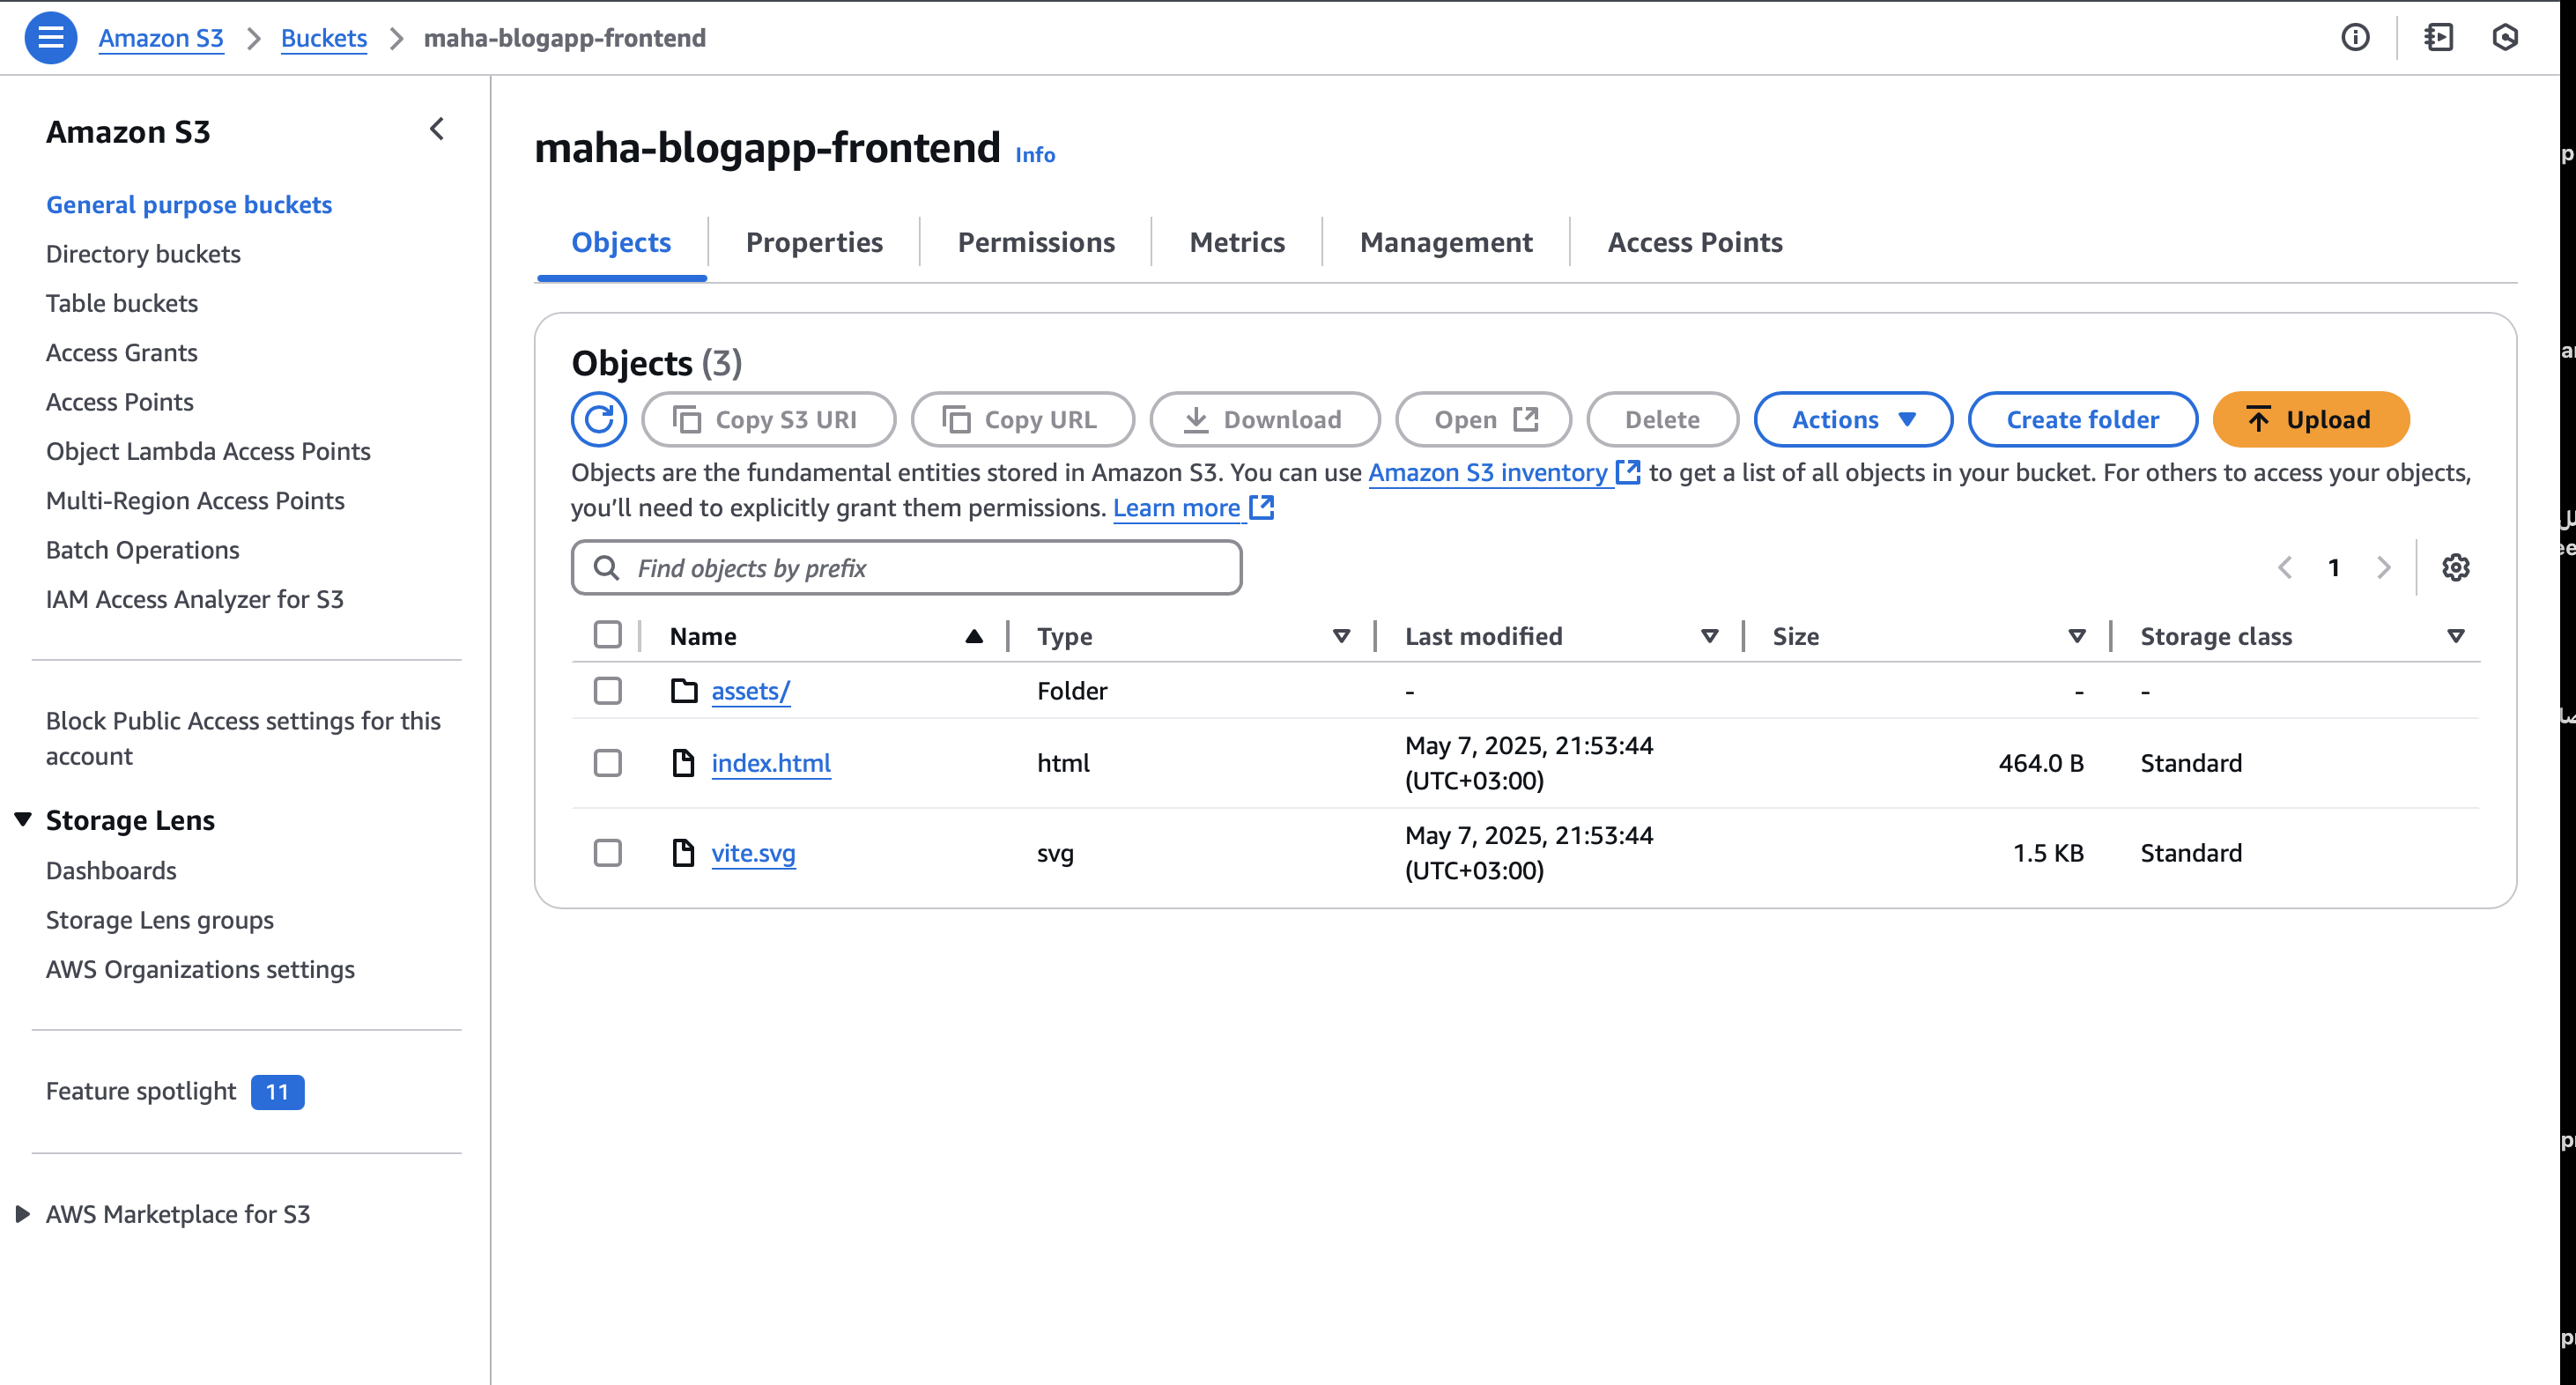 Amazon S3 > Buckets > maha-blogapp-frontend
Amazon S3
General purpose buckets
Directory buckets
Table buckets
Access Grants
Access Points
Object Lambda Access Points
Multi-Region Access Points
Batch Operations
IAM Access Analyzer for S3
Block Public Access settings for this
account
Storage Lens
Dashboards
Storage Lens groups
AWS Organizations settings
Feature spotlight 11
AWS Marketplace for S3
maha-blogapp-frontend Info
Objects Properties Permissions Metrics Management Access Points
Objects (3)
Copy S3 URI Copy URL Download Open Delete Actions Create folder Upload
Objects are the fundamental entities stored in Amazon S3. You can use Amazon S3 inventory to get a list of all objects in your bucket. For others to access your objects,
you'll need to explicitly grant them permissions. Learn more
Find objects by prefix
1
Name Type Last modified Size Storage class
assets/ Folder - - -
index.html html May 7, 2025, 21:53:44 (UTC+03:00) 464.0 B Standard
vite.svg svg May 7, 2025, 21:53:44 (UTC+03:00) 1.5 KB Standard